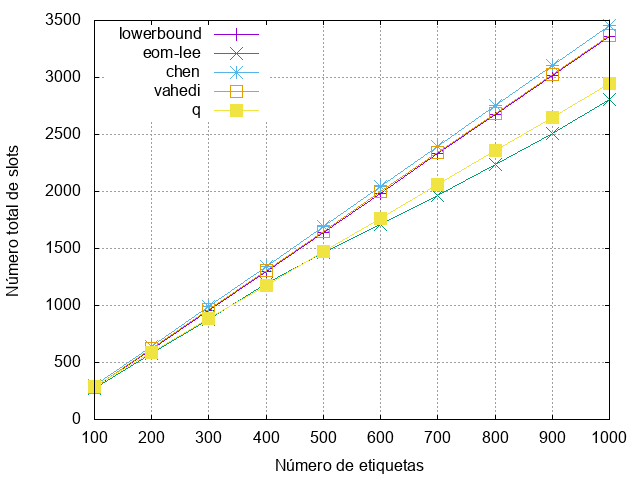 3500
3000
2500
2000
1500
1000
500
0
lowerbound
eom-lee
chen
vahedi
q
Número total de slots
100 200 300 400 500 600 700 800 900 1000
Número de etiquetas